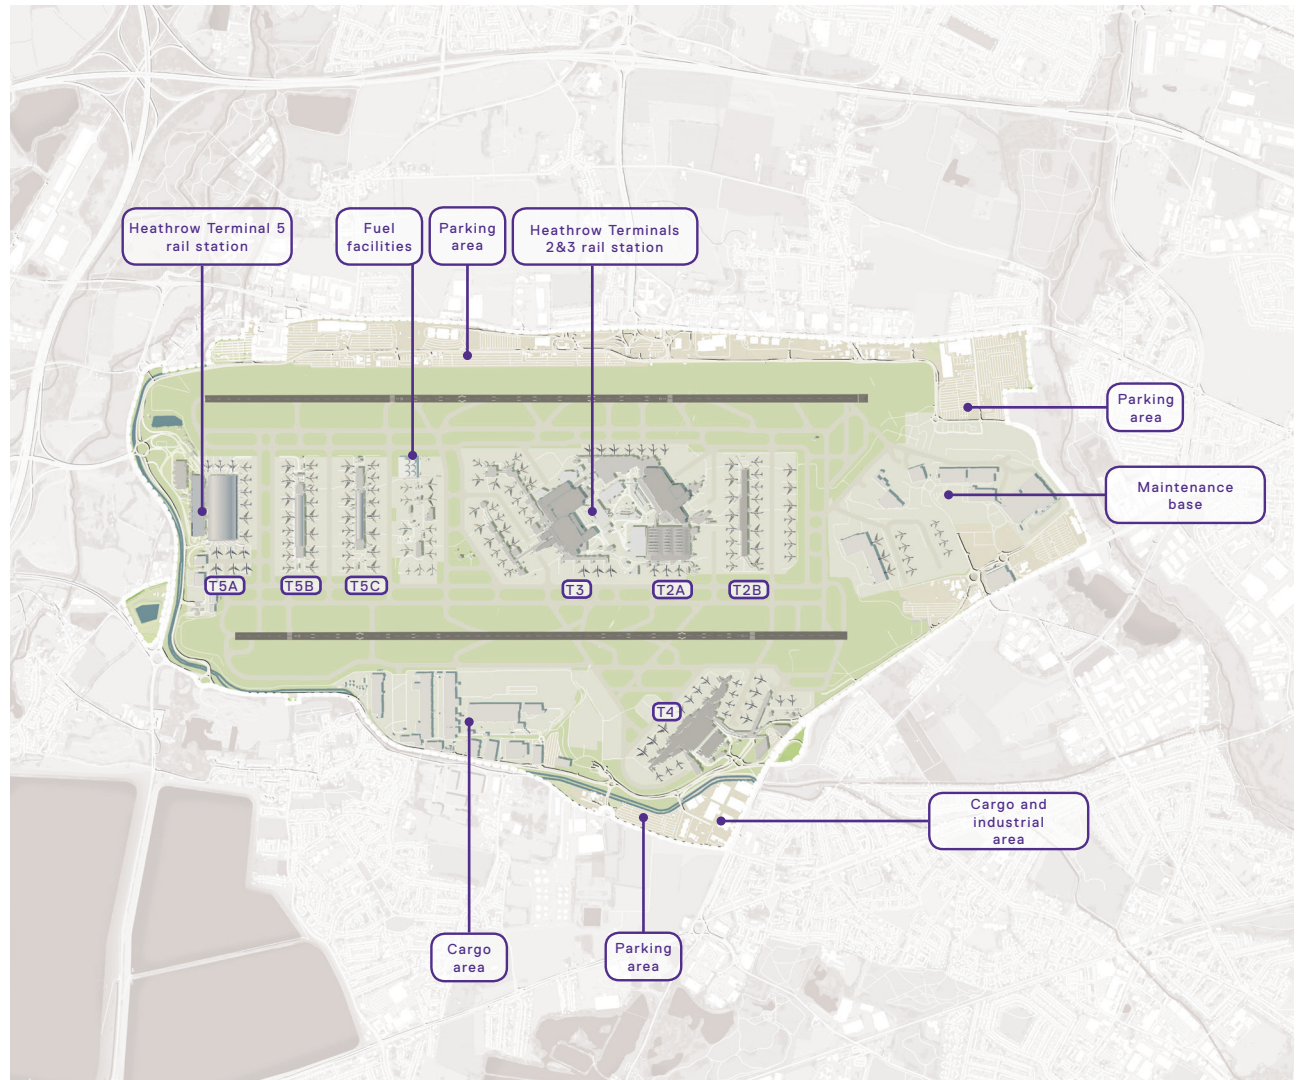 Heathrow Terminal 5
rail station
Fuel
facilities
Parking
area
Heathrow Terminals
2&3 rail station
Parking
area
Maintenance
base
T5A
T5B
T5C
T3
T2A
T2B
T4
Cargo and
industrial
area
Cargo
area
Parking
area